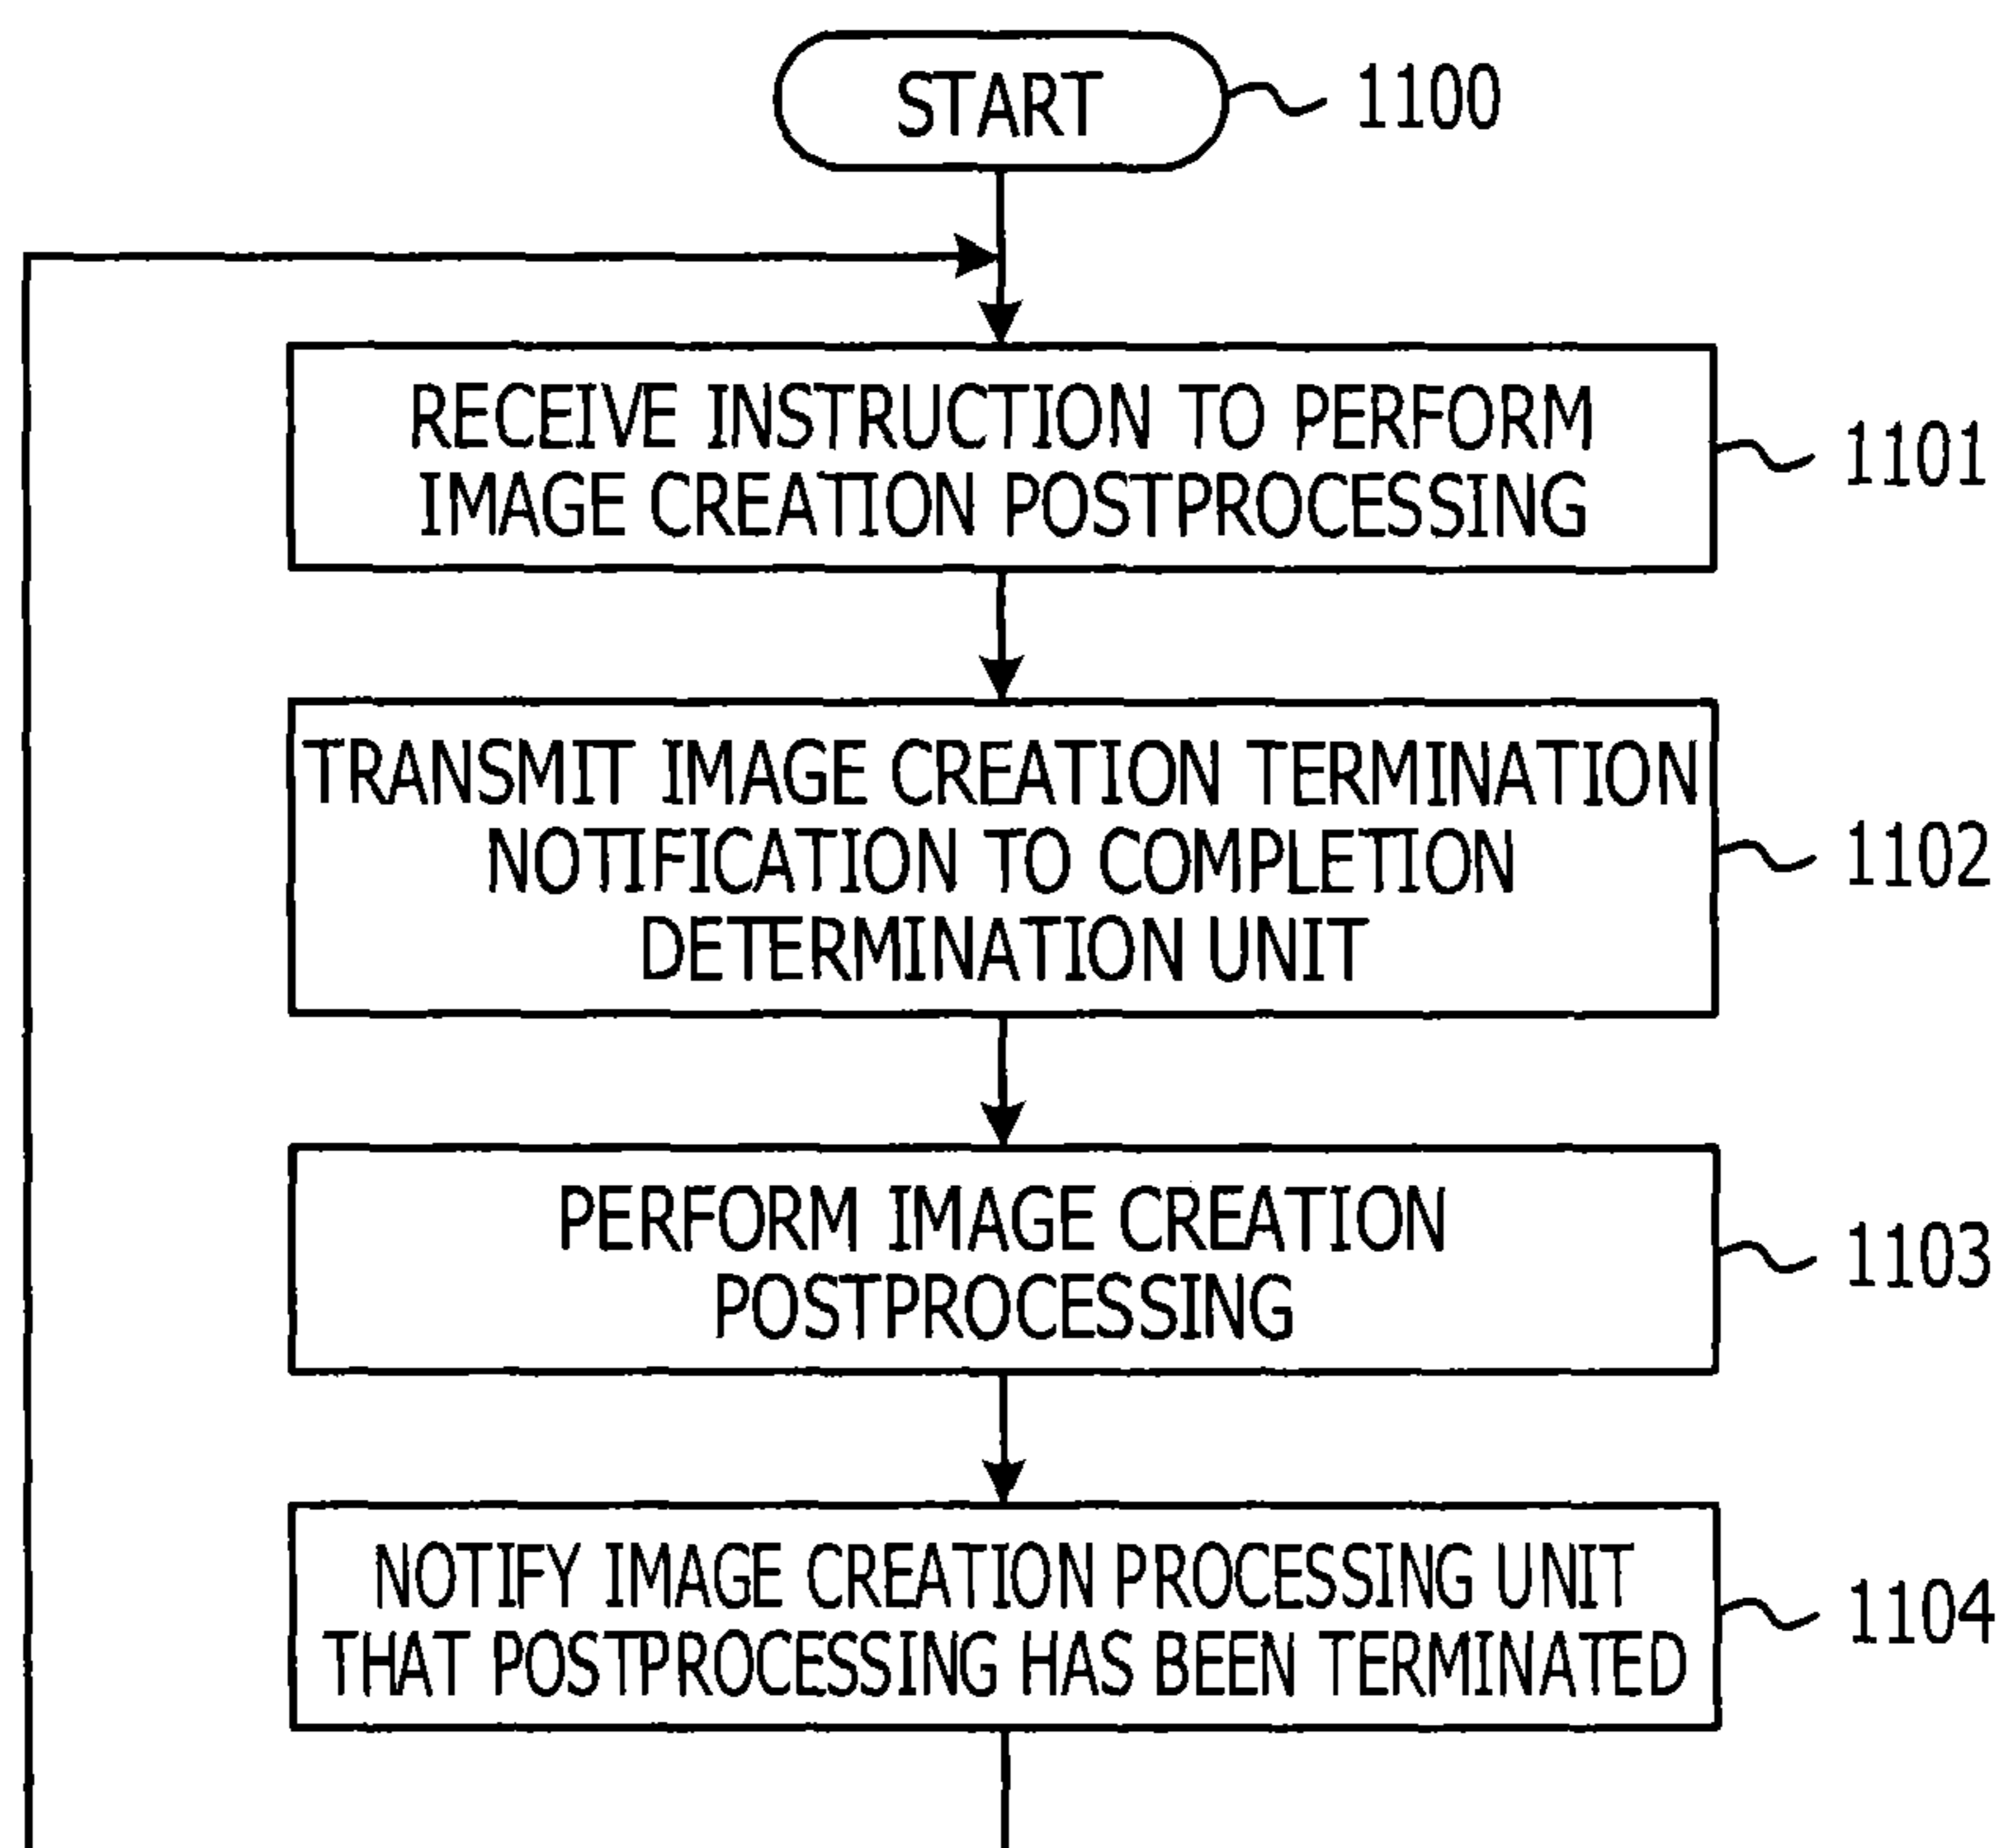 START
1100
RECEIVE INSTRUCTION TO PERFORM
IMAGE CREATION POSTPROCESSING
1101
TRANSMIT IMAGE CREATION TERMINATION
NOTIFICATION TO COMPLETION
DETERMINATION UNIT
1102
PERFORM IMAGE CREATION
POSTPROCESSING
1103
NOTIFY IMAGE CREATION PROCESSING UNIT
THAT POSTPROCESSING HAS BEEN TERMINATED
1104